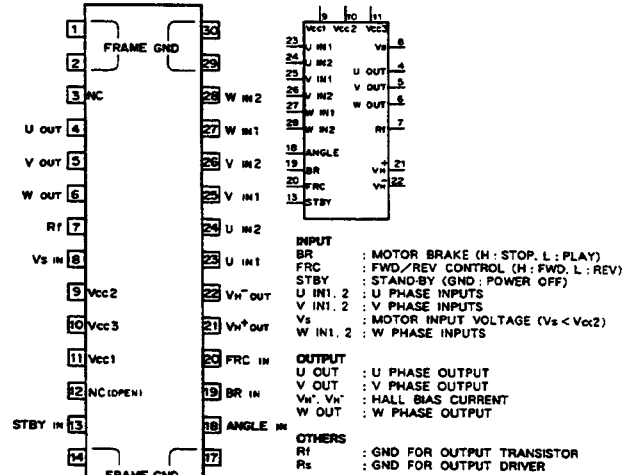 1 FRAME GND 30
2 29
3 NC 28 W IN2
U OUT 4 27 W IN1
V OUT 5 26 V IN2
W OUT 6 25 V IN1
Rf 7 24 U IN2
Vs IN 8 23 U IN1
9 Vcc2 22 VH- OUT
10 Vcc3 21 VH+ OUT
11 Vcc1 20 FRC IN
12 NC(OPEN) 19 BR IN
STBY IN 13 18 ANGLE IN
14 FRAME GND 17
9 10 11
Vcc1 Vcc2 Vcc3
23 U IN1 Vs 8
24 U IN2
25 V IN1 U OUT 4
26 V IN2 V OUT 5
27 W IN1 W OUT 6
28 W IN2 Rf 7
18 ANGLE
19 BR VH+ 21
20 FRC VH- 22
13 STBY
INPUT
BR : MOTOR BRAKE (H : STOP, L : PLAY)
FRC : FWD/REV CONTROL (H : FWD, L : REV)
STBY : STAND-BY (GND : POWER OFF)
U IN1, 2 : U PHASE INPUTS
V IN1, 2 : V PHASE INPUTS
Vs : MOTOR INPUT VOLTAGE (Vs < Vcc2)
W IN1, 2 : W PHASE INPUTS
OUTPUT
U OUT : U PHASE OUTPUT
V OUT : V PHASE OUTPUT
VH+, VH- : HALL BIAS CURRENT
W OUT : W PHASE OUTPUT
OTHERS
Rf : GND FOR OUTPUT TRANSISTOR
Rs : GND FOR OUTPUT DRIVER